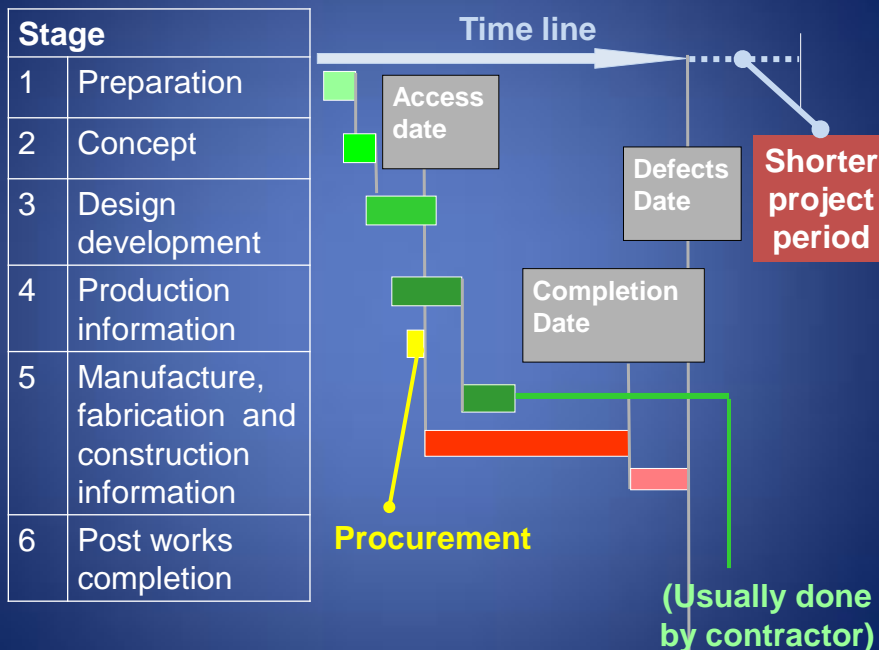 Stage
1 Preparation
2 Concept
3 Design
development
4 Production
information
5 Manufacture,
fabrication and
construction
information
6 Post works
completion
Time line
Access
date
Defects
Date
Shorter
project
period
Completion
Date
Procurement
(Usually done
by contractor)